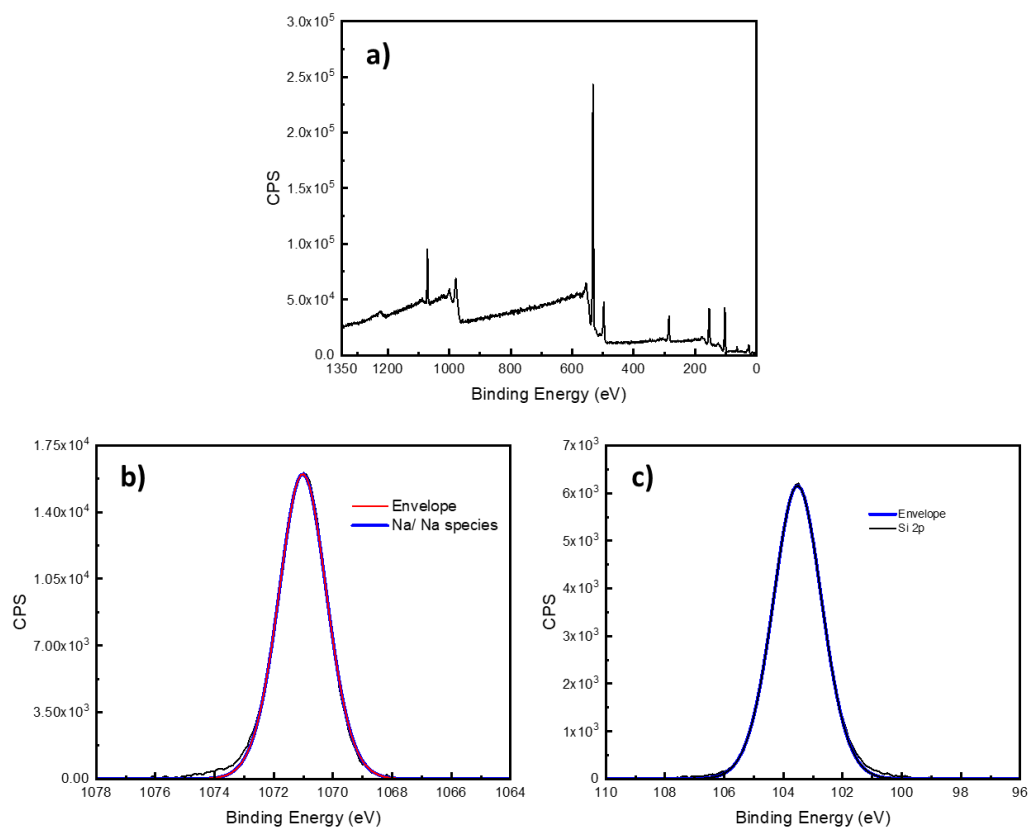 a)
3.0x10⁵
2.5x10⁵
2.0x10⁵
1.5x10⁵
1.0x10⁵
5.0x10⁴
0.0
CPS
1350 1200 1000 800 600 400 200 0
Binding Energy (eV)
b)
1.75x10⁴
1.40x10⁴
1.05x10⁴
7.00x10³
3.50x10³
0.00
CPS
Envelope
Na/ Na species
1078 1076 1074 1072 1070 1068 1066 1064
Binding Energy (eV)
c)
7x10³
6x10³
5x10³
4x10³
3x10³
2x10³
1x10³
0
CPS
Envelope
Si 2p
110 108 106 104 102 100 98 96
Binding Energy (eV)